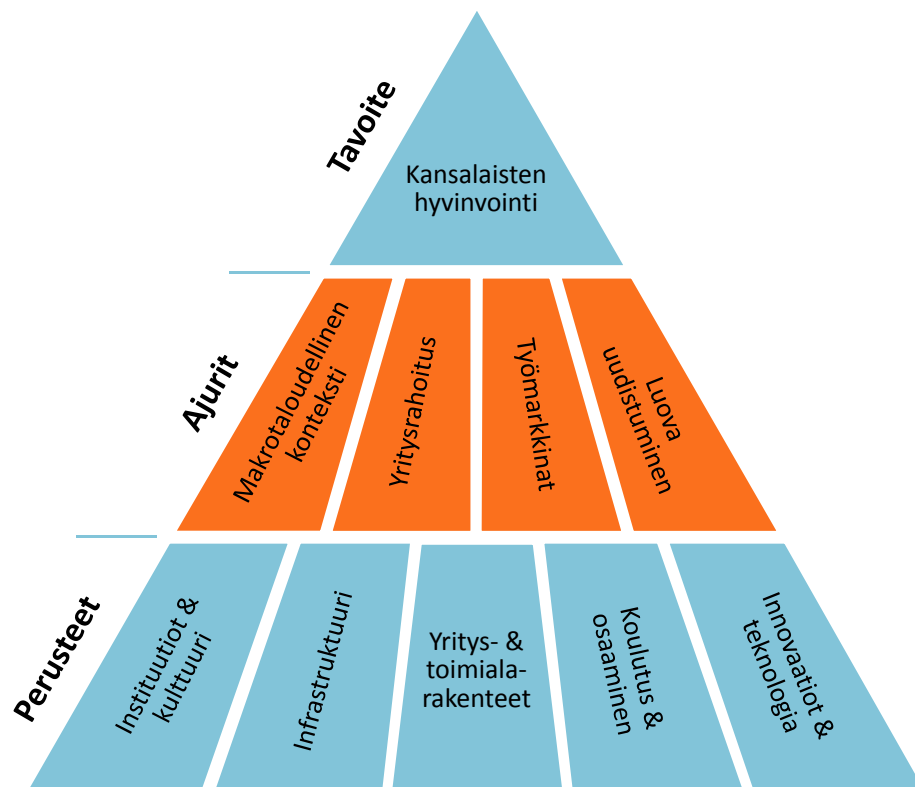 Tavoite
Kansalaisten
hyvinvointi
Ajurit
Makrotaloudellinen
konteksti
Yritysrahoitus
Työmarkkinat
Luova
uudistuminen
Perusteet
Instituutiot &
kulttuuri
Infrastruktuuri
Yritys- &
toimiala-
rakenteet
Koulutus &
osaaminen
Innovaatiot &
teknologia